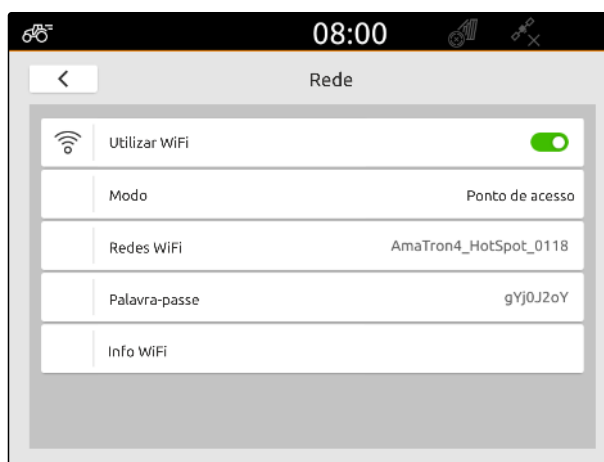 08:00
Rede
Utilizar WiFi
Modo Ponto de acesso
Redes WiFi AmaTron4_HotSpot_0118
Palavra-passe gYj0J2oY
Info WiFi